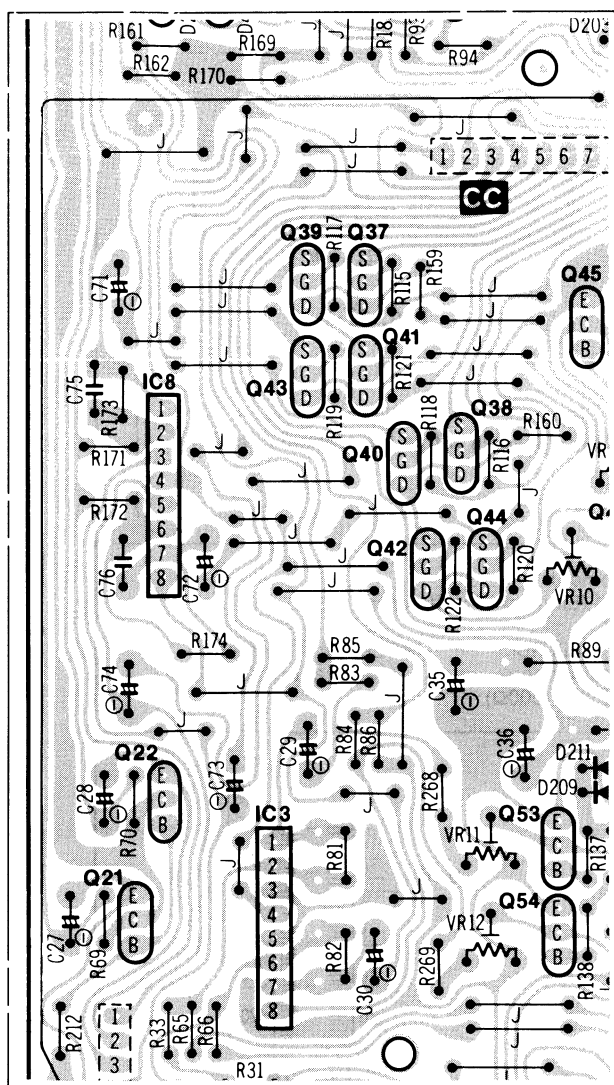 R161 D R169 J J R18 R93 D203
R162 R170 R94
J J J J J
1 2 3 4 5 6 7
CC
Q39 R117 Q37
C71 S G D S G D R115 R159 Q45
J J J J E C B
J
Q41
C75 R173 IC8 J Q43 S G D R119 S G D R121 J J
1 2 3 4 5 6 7 8
R118 Q38 R160
R171 J Q40 S G D S G D R116 VR
R172 J J J
J Q42 S G D R122 Q44 S G D R120 Q4
C76 C72 J J J VR10
R174 R85 R89
C74 R83 C35
J J
C29 R84 R86 J C36
Q22 D211
C28 R70 E C B C73 R268 D209
J
IC3 Q53
J 1 2 3 4 5 6 7 8 R81 VR11 E C B R137
Q21 J Q54
C27 R69 E C B VR12 E C B
R82 C30 R269 R138
R212 1 2 3 R33 R65 R66 J J
R31 J